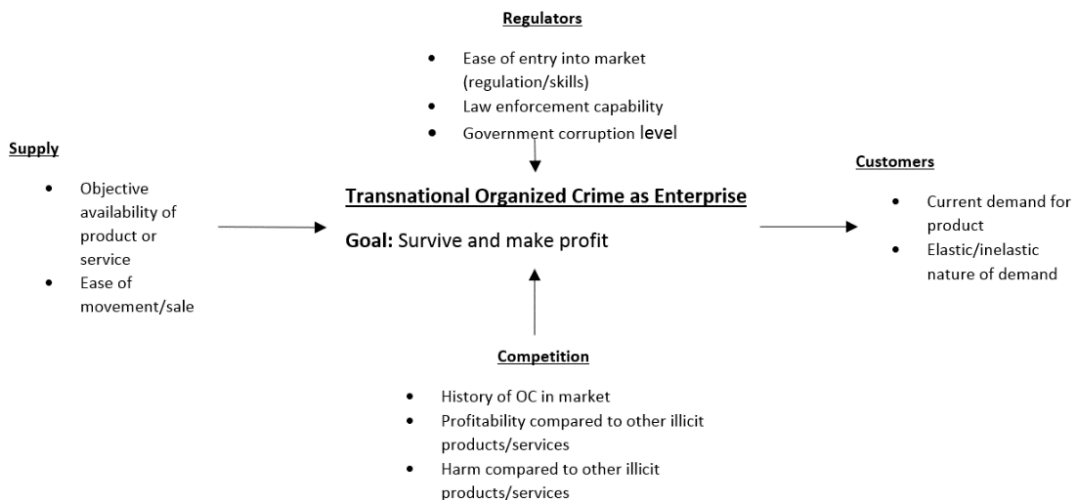 Regulators
• Ease of entry into market
(regulation/skills)
• Law enforcement capability
• Government corruption level
Supply
• Objective
availability of
product or
service
• Ease of
movement/sale
Transnational Organized Crime as Enterprise
Goal: Survive and make profit
Customers
• Current demand for
product
• Elastic/inelastic
nature of demand
Competition
• History of OC in market
• Profitability compared to other illicit
products/services
• Harm compared to other illicit
products/services